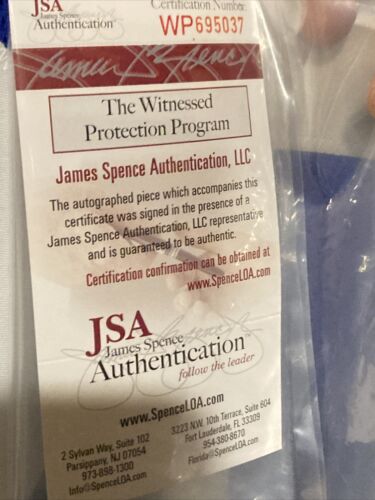 JSA
James Spence
Authentication
Certification Number
WP695037
James Spence
The Witnessed
Protection Program
James Spence Authentication, LLC
The autographed piece which accompanies this
certificate was signed in the presence of a
James Spence Authentication, LLC representative
and is guaranteed to be authentic.
Certification confirmation can be obtained at
www.SpenceLOA.com
JSA
James Spence
Authentication™
follow the leader
www.SpenceLOA.com
2 Sylvan Way, Suite 102
Parsippany, NJ 07054
973-898-1300
Info@SpenceLOA.com
3223 N.W. 10th Terrace, Suite 604
Fort Lauderdale, FL 33309
954-380-8670
Florida@SpenceLOA.com